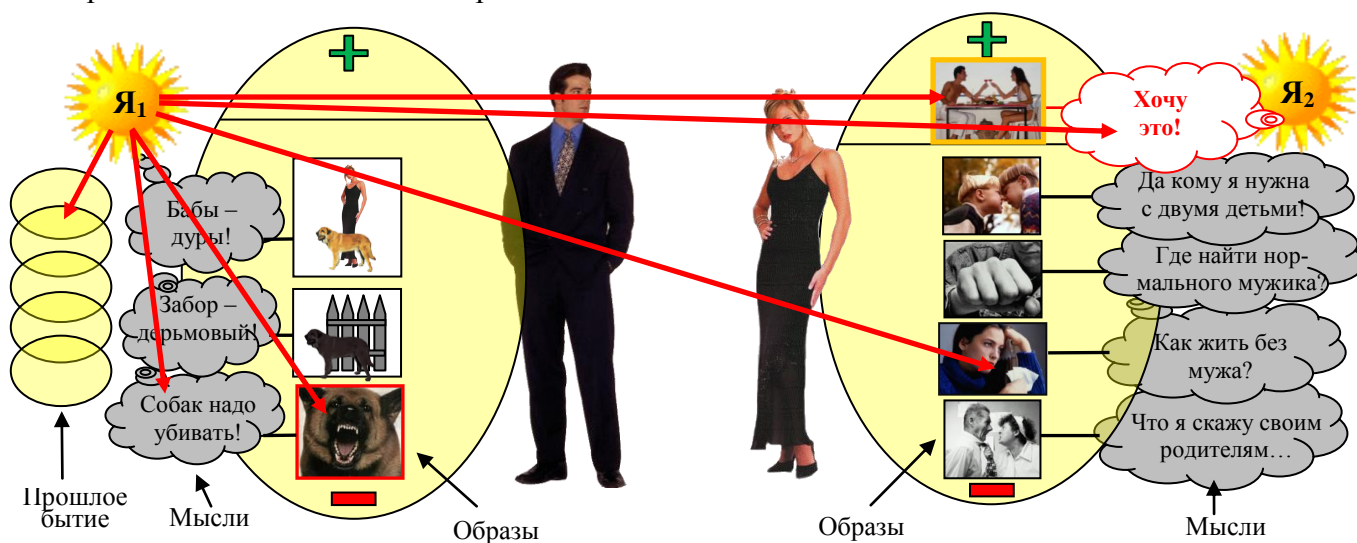 Я₁
Бабы –
дуры!
Забор –
дерьмовый!
Собак надо
убивать!
Прошлое
бытие
Мысли
Образы
Хочу
это!
Я₂
Да кому я нужна
с двумя детьми!
Где найти нор-
мального мужика?
Как жить без
мужа?
Что я скажу своим
родителям…
Образы
Мысли